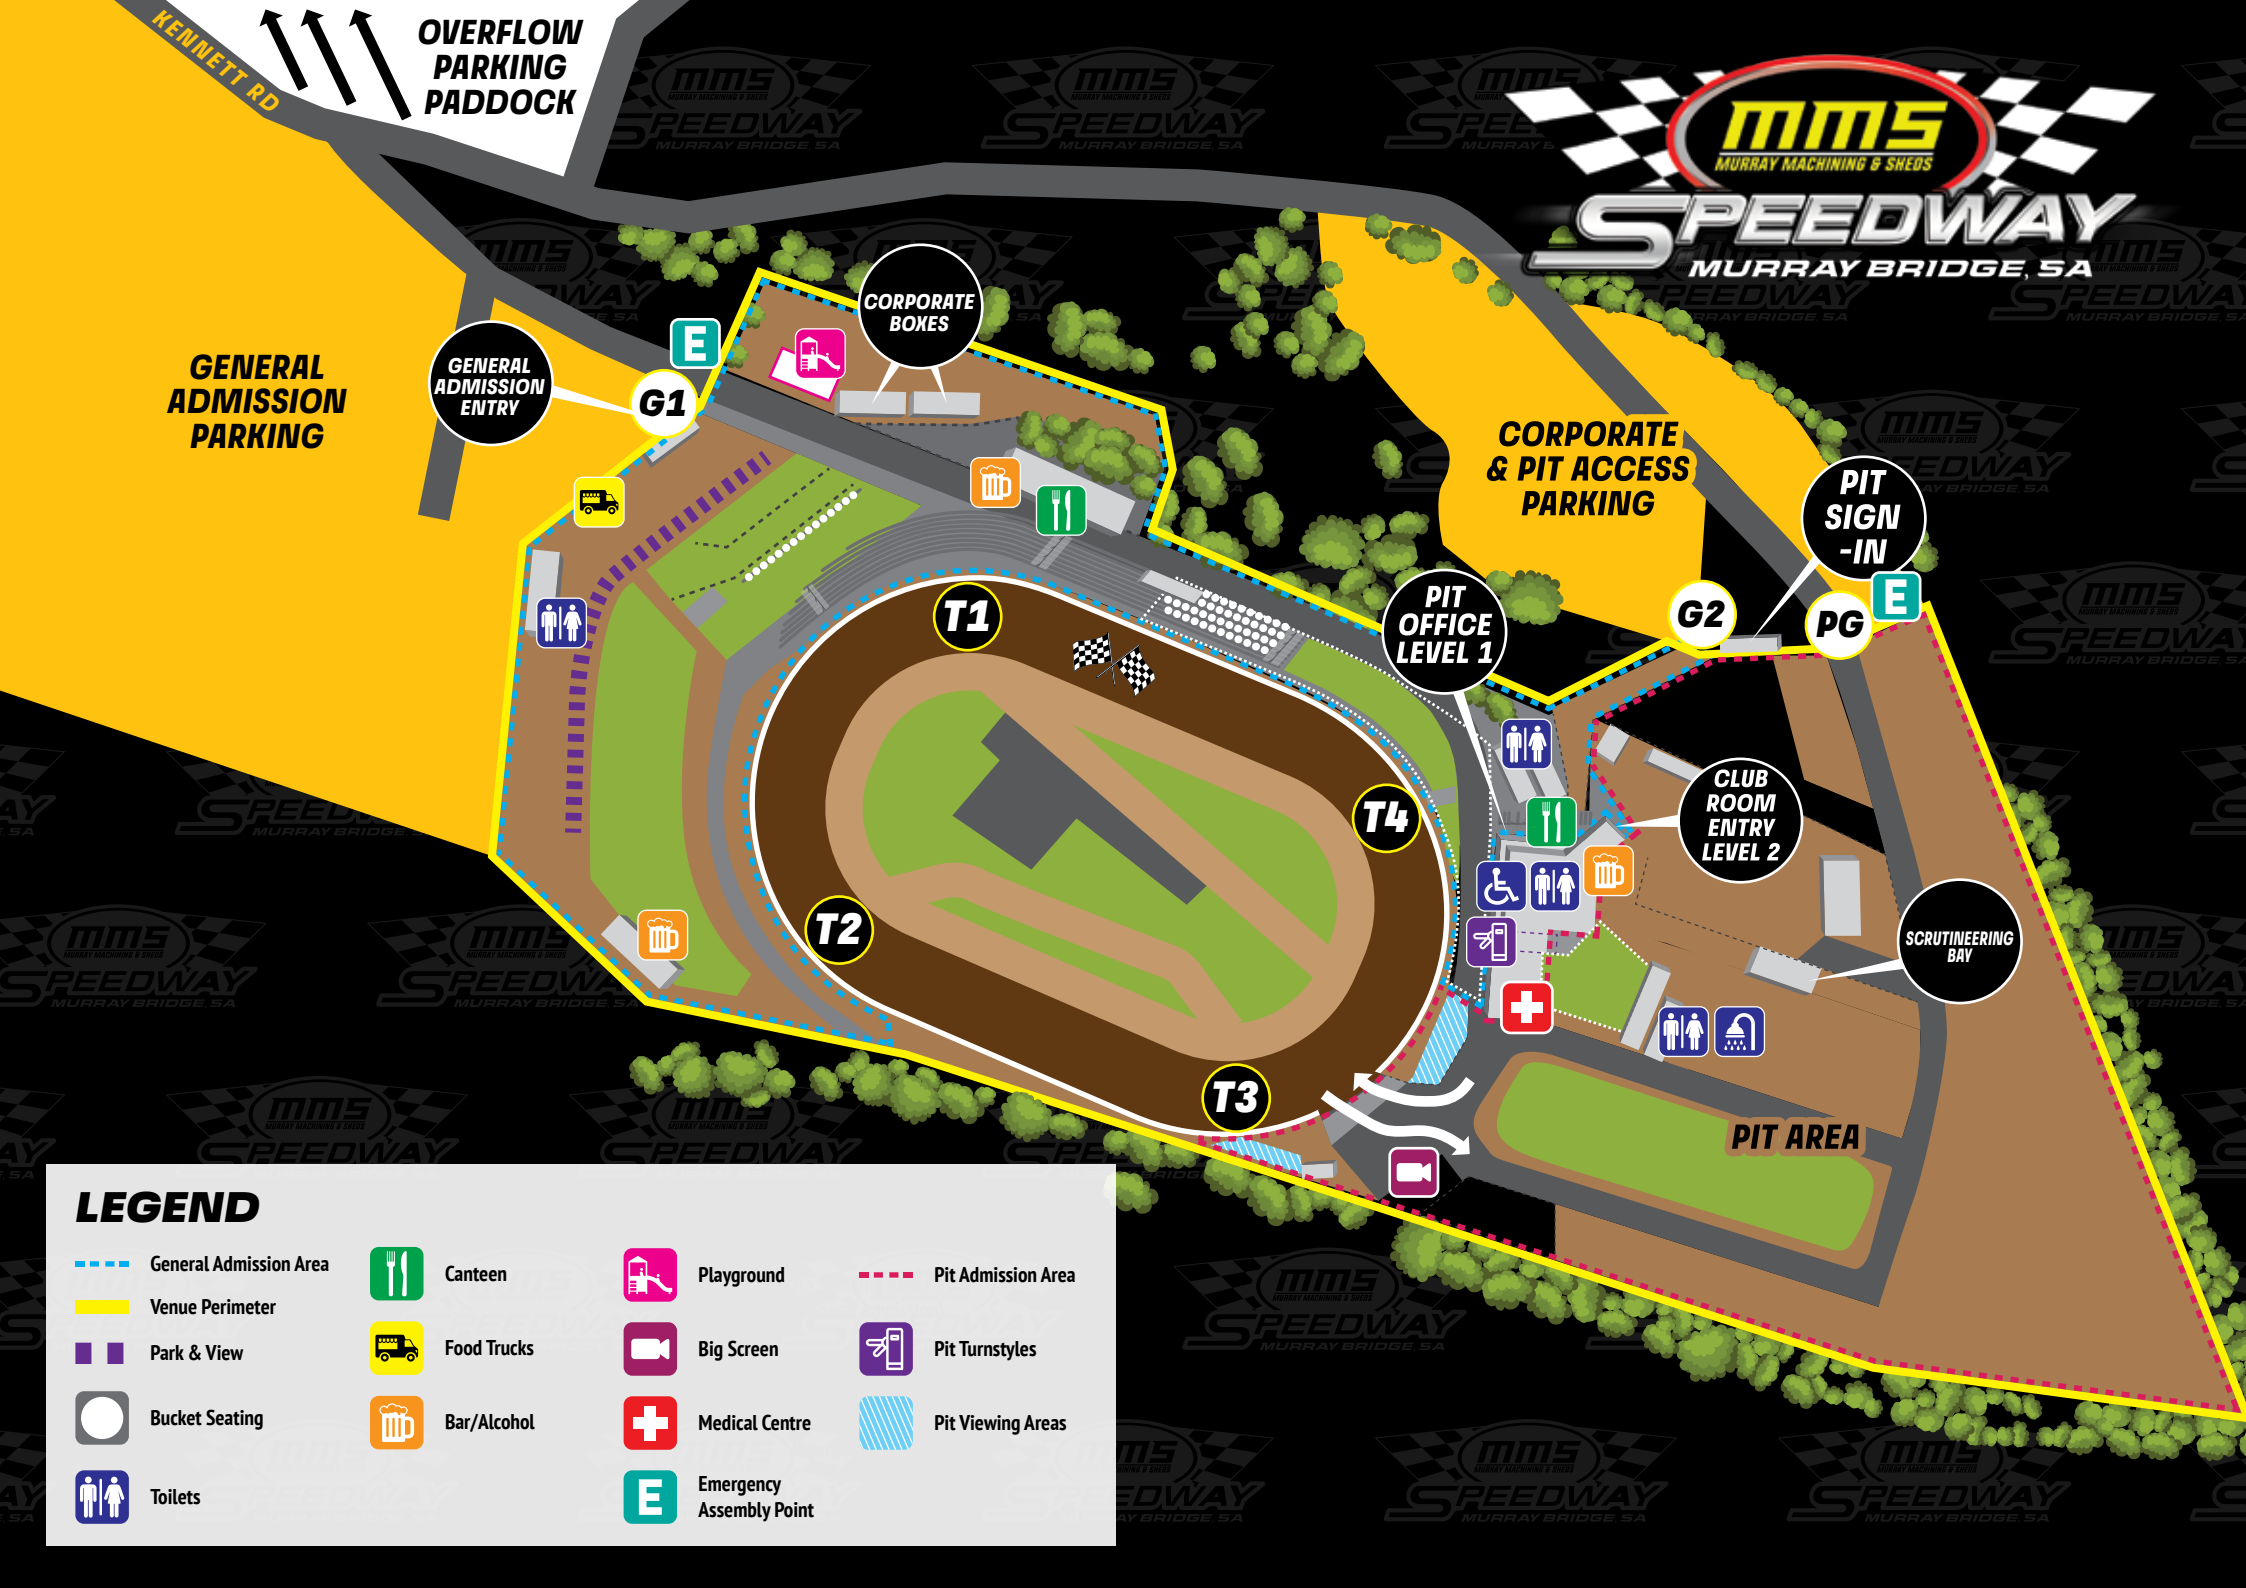 KENNETT RD
OVERFLOW
PARKING
PADDOCK
MMS
MURRAY MACHINING & SHEDS
SPEEDWAY
MURRAY BRIDGE, SA
CORPORATE
BOXES
E
GENERAL
ADMISSION
ENTRY
G1
GENERAL
ADMISSION
PARKING
CORPORATE
& PIT ACCESS
PARKING
PIT
SIGN
-IN
E
G2
PG
PIT
OFFICE
LEVEL 1
T1
T4
CLUB
ROOM
ENTRY
LEVEL 2
T2
SCRUTINEERING
BAY
T3
PIT AREA
LEGEND
General Admission Area
Venue Perimeter
Park & View
Bucket Seating
Toilets
Canteen
Food Trucks
Bar/Alcohol
Playground
Big Screen
Medical Centre
E
Emergency
Assembly Point
Pit Admission Area
Pit Turnstyles
Pit Viewing Areas